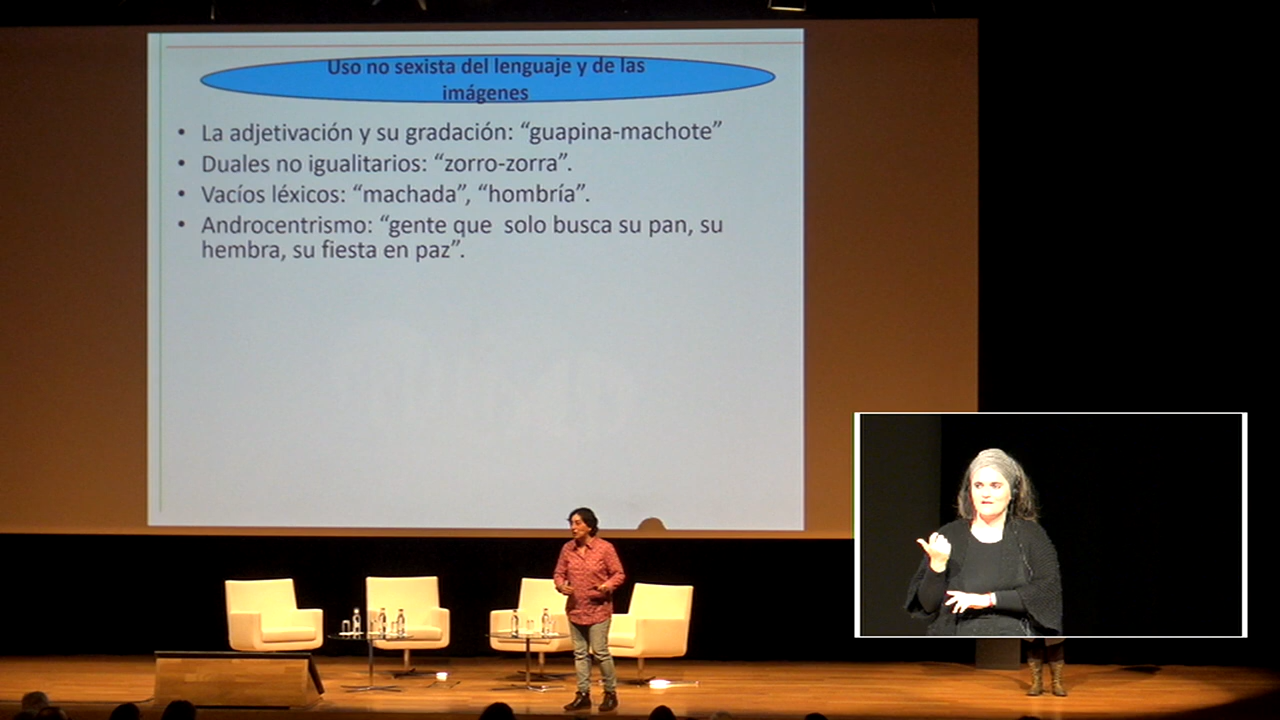 Uso no sexista del lenguaje y de las
imágenes
• La adjetivación y su gradación: “guapina-machote”
• Duales no igualitarios: “zorro-zorra”.
• Vacíos léxicos: “machada”, “hombría”.
• Androcentrismo: “gente que  solo busca su pan, su
hembra, su fiesta en paz”.